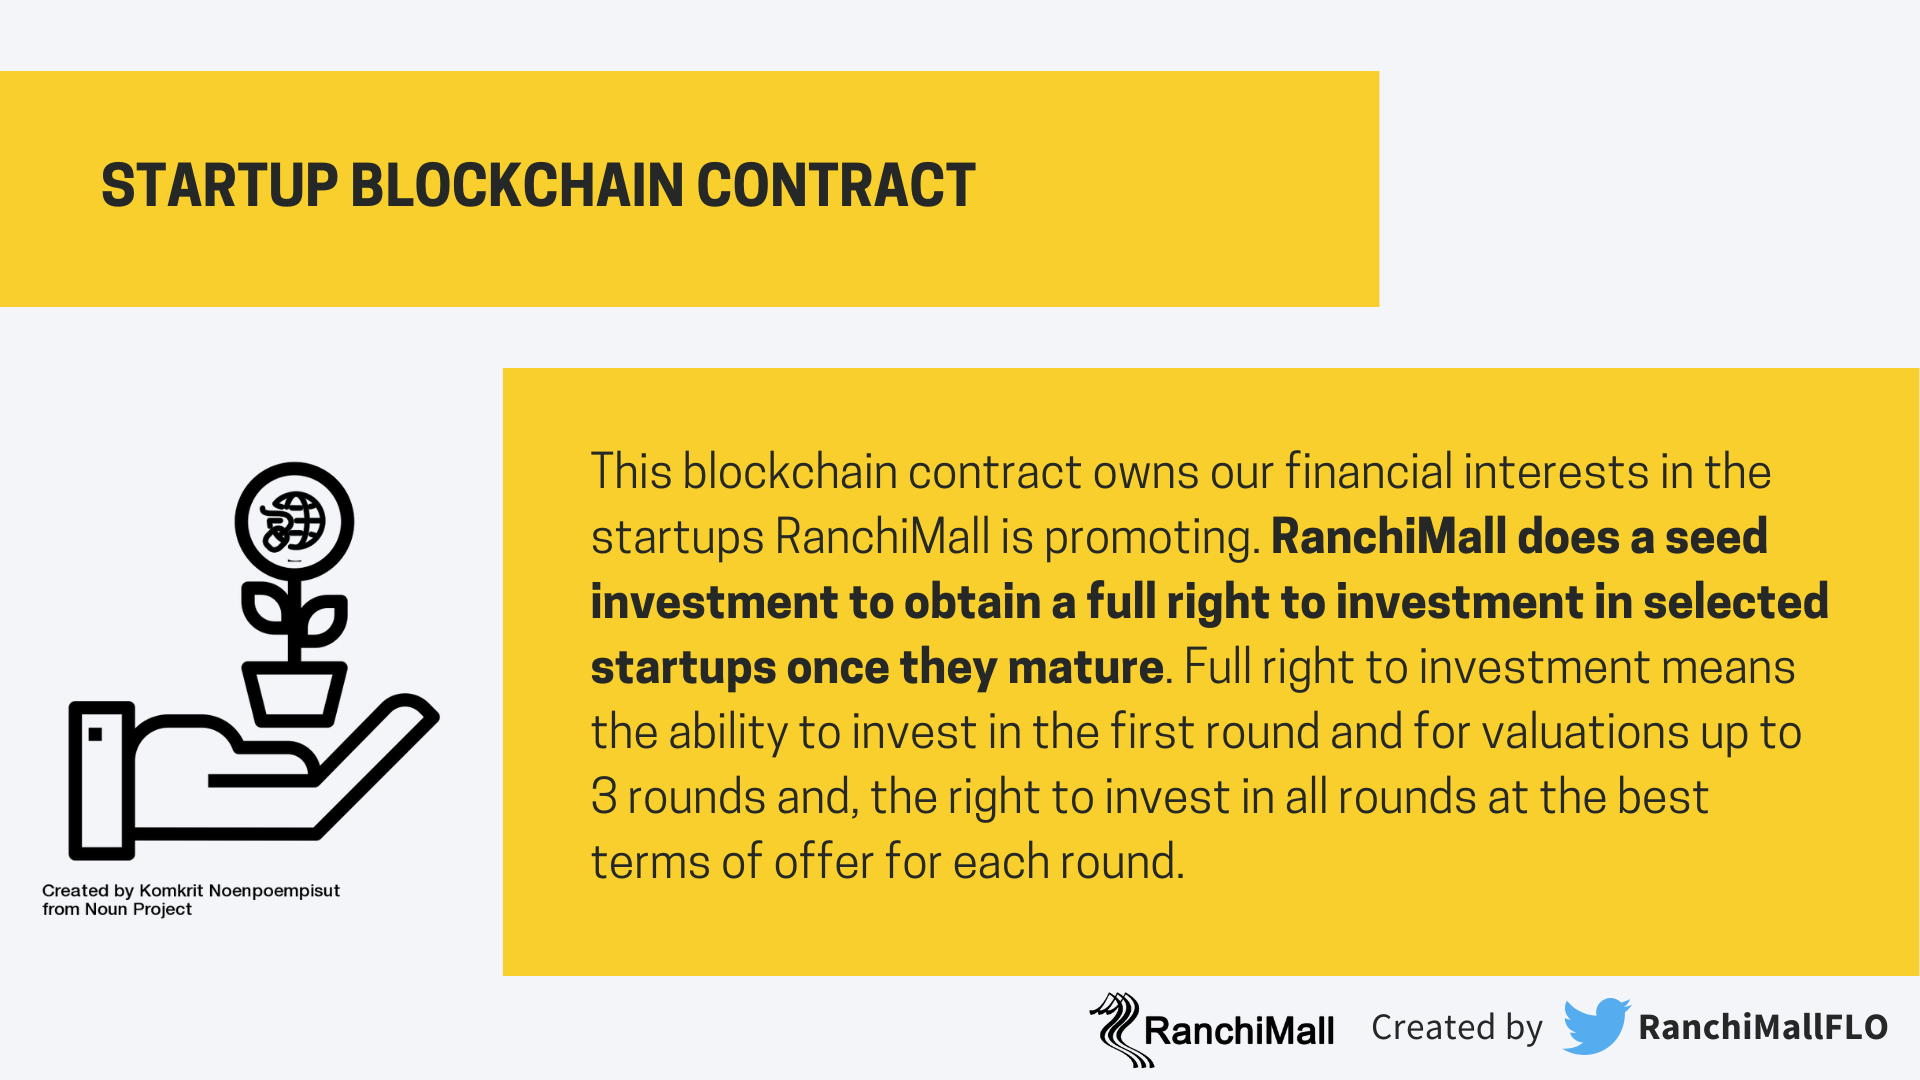 STARTUP BLOCKCHAIN CONTRACT
This blockchain contract owns our financial interests in the
startups RanchiMall is promoting. RanchiMall does a seed
investment to obtain a full right to investment in selected
startups once they mature. Full right to investment means
the ability to invest in the first round and for valuations up to
3 rounds and, the right to invest in all rounds at the best
terms of offer for each round.
Created by Komkrit Noenpoempisut
from Noun Project
RanchiMall
Created by RanchiMallFLO